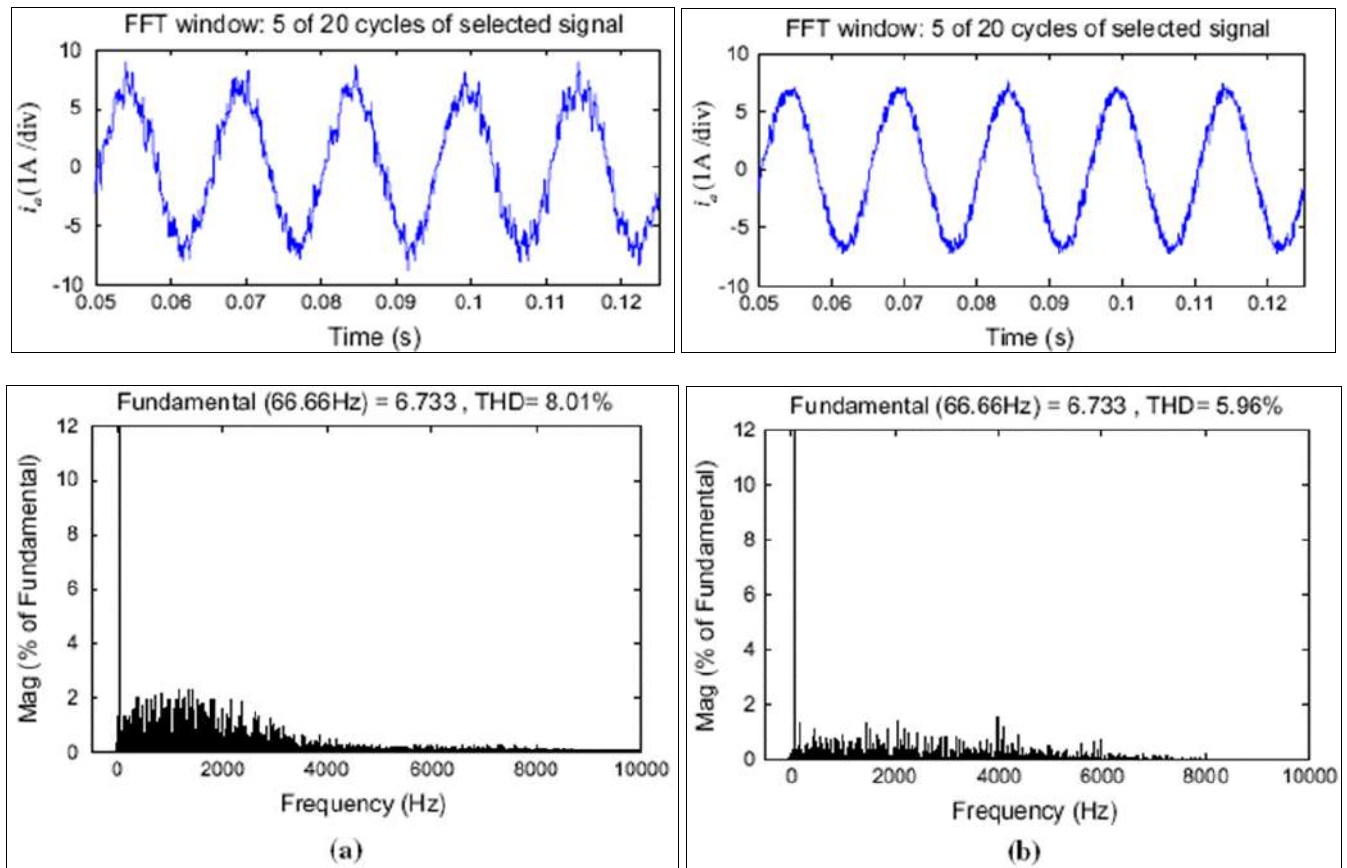 FFT window: 5 of 20 cycles of selected signal
10
5
0
-5
-10
i_a (1A /div)
0.05 0.06 0.07 0.08 0.09 0.1 0.11 0.12
Time (s)
FFT window: 5 of 20 cycles of selected signal
10
5
0
-5
-10
i_a (1A /div)
0.05 0.06 0.07 0.08 0.09 0.1 0.11 0.12
Time (s)
Fundamental (66.66Hz) = 6.733 , THD= 8.01%
12
10
8
6
4
2
0
Mag (% of Fundamental)
0 2000 4000 6000 8000 10000
Frequency (Hz)
(a)
Fundamental (66.66Hz) = 6.733 , THD= 5.96%
12
10
8
6
4
2
0
Mag (% of Fundamental)
0 2000 4000 6000 8000 10000
Frequency (Hz)
(b)